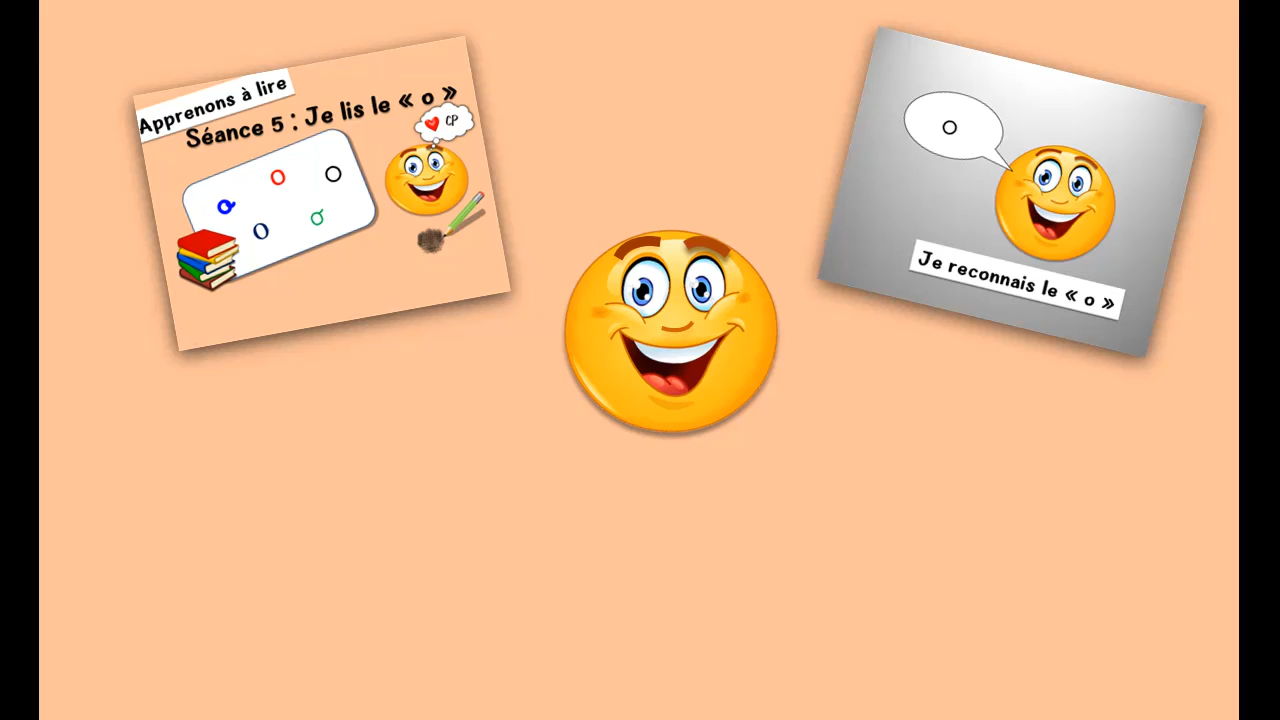 Apprenons à lire
Séance 5 : Je lis le « o »
CP
o o o
o o
o
Je reconnais le « o »